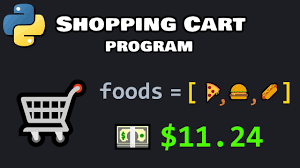 SHOPPING CART
PROGRAM
foods = [🍕,🍔,🌭]
$11.24